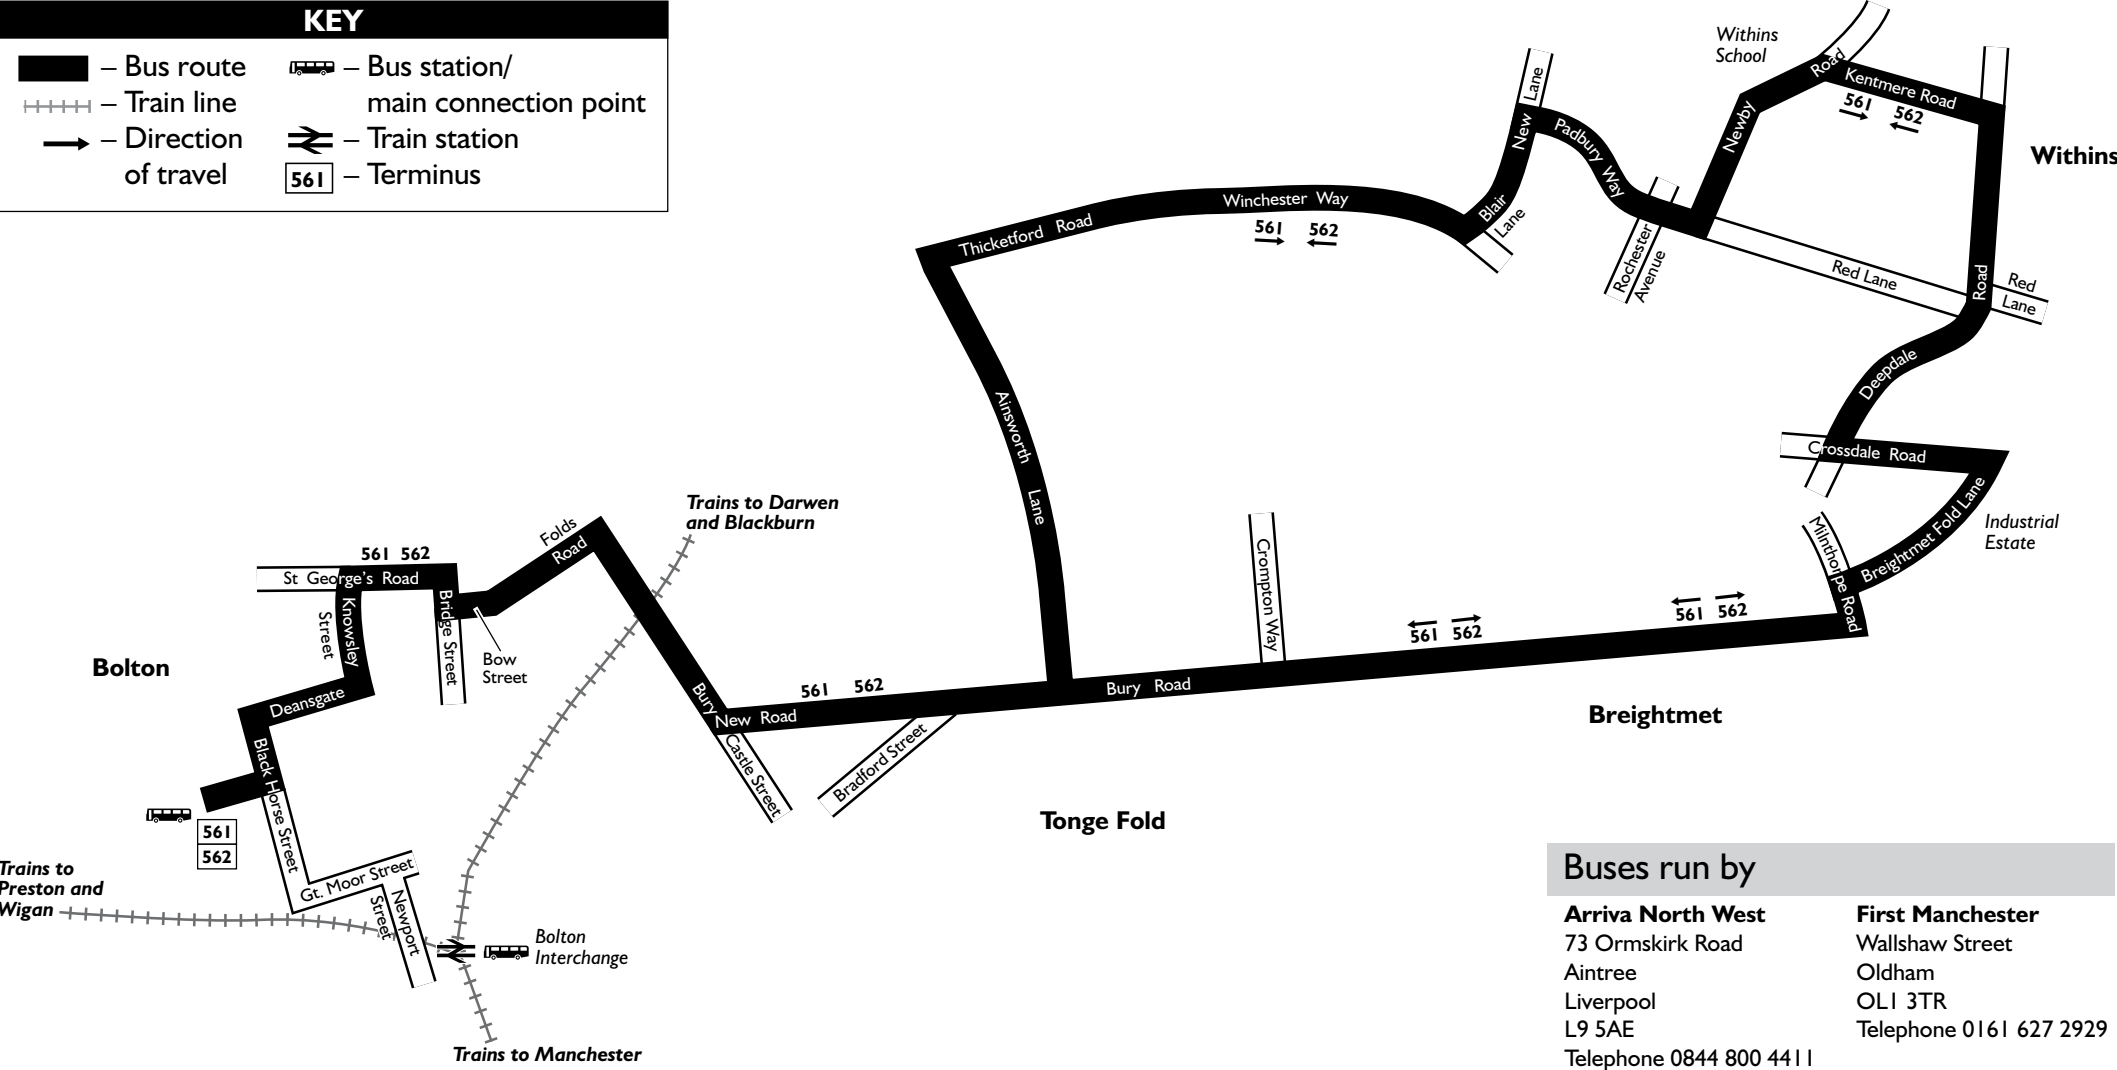 KEY
– Bus route
– Train line
– Direction
of travel
– Bus station/
main connection point
– Train station
561 – Terminus
Withins
School
Road
Kentmere Road
561 562
Newby
Withins
Lane
New
Padbury Way
Blair
Lane
Rochester
Avenue
Red Lane
Road
Red
Lane
Deepdale
Winchester Way
561 562
Thicketford Road
Ainsworth
Lane
Crossdale Road
Breightmet Fold Lane
Industrial
Estate
Milnthorpe Road
Trains to Darwen
and Blackburn
Folds
Road
561 562
St George's Road
Knowsley
Street
Bridge Street
Bow
Street
Bolton
Deansgate
Black Horse Street
561
562
Gt. Moor Street
Newport
Street
Trains to
Preston and
Wigan
Bolton
Interchange
Trains to Manchester
Bury
New Road
561 562
Castle Street
Bradford Street
Bury Road
Crompton Way
561 562
561 562
Breightmet
Tonge Fold
Buses run by
Arriva North West
73 Ormskirk Road
Aintree
Liverpool
L9 5AE
Telephone 0844 800 4411
First Manchester
Wallshaw Street
Oldham
OL1 3TR
Telephone 0161 627 2929